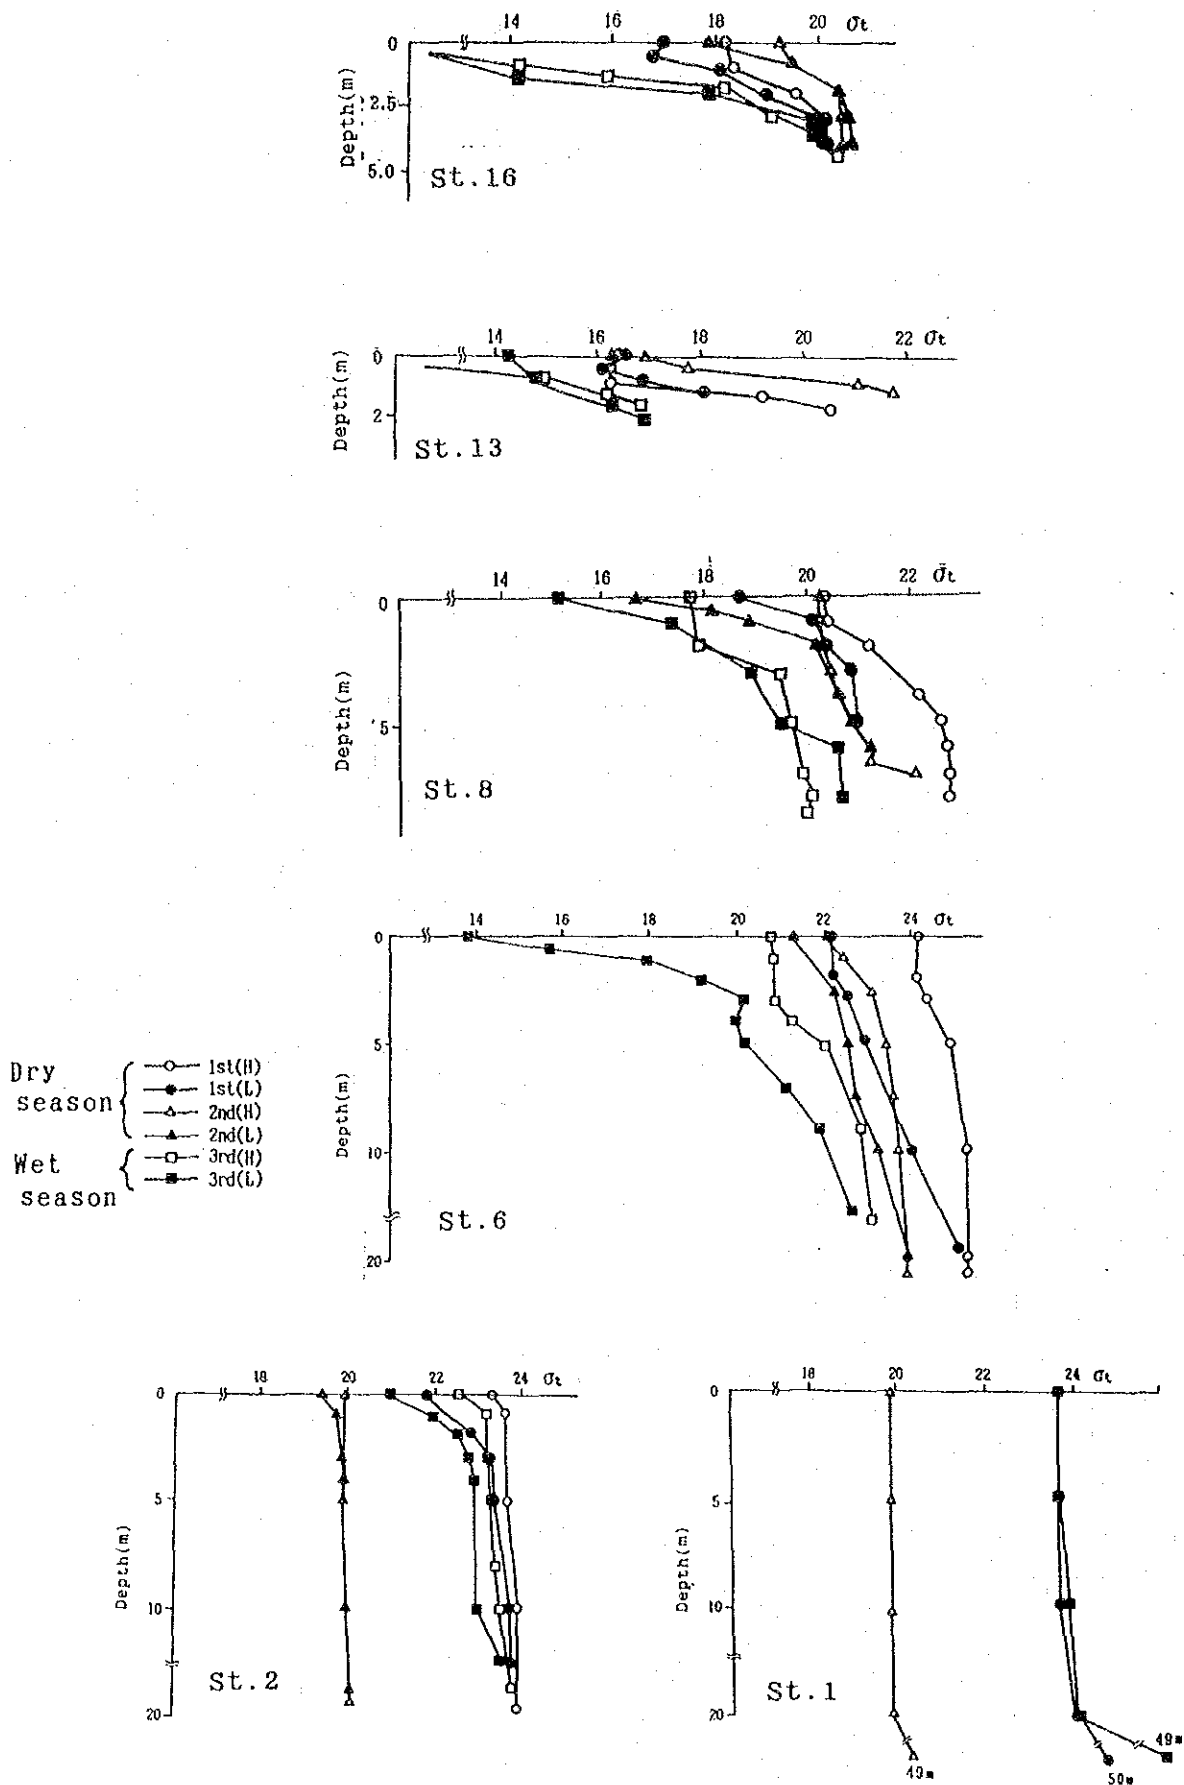 14 16 18 20 σt
0
2.5
5.0
Depth(m)
St.16
14 16 18 20 22 σt
0
2
Depth(m)
St.13
14 16 18 20 22 σt
0
5
Depth(m)
St.8
14 16 18 20 22 24 σt
0
5
10
20
Depth(m)
St.6
Dry season
1st(H)
1st(L)
2nd(H)
2nd(L)
Wet season
3rd(H)
3rd(L)
18 20 22 24 σt
0
5
10
20
Depth(m)
St.2
18 20 22 24 σt
0
5
10
20
Depth(m)
St.1
49m
50m
49m